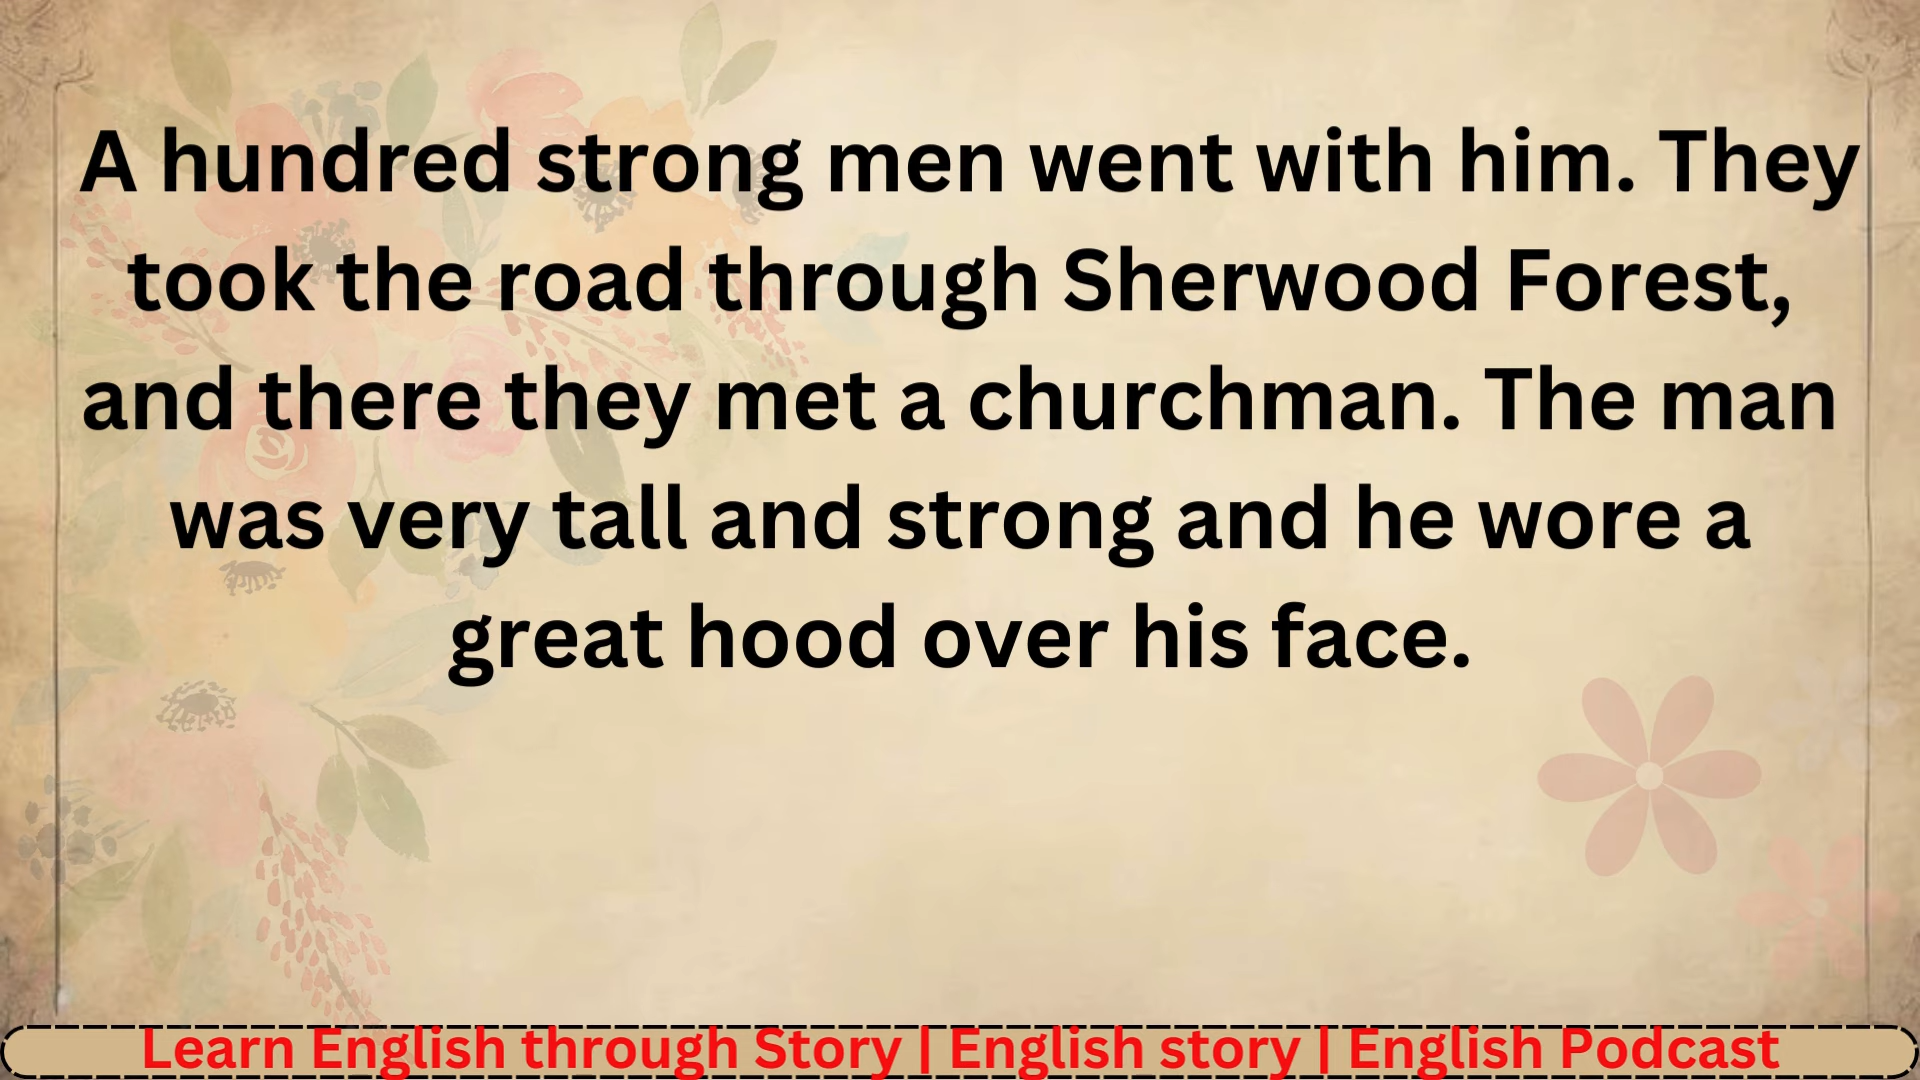 A hundred strong men went with him. They
took the road through Sherwood Forest,
and there they met a churchman. The man
was very tall and strong and he wore a
great hood over his face.
Learn English through Story | English story | English Podcast